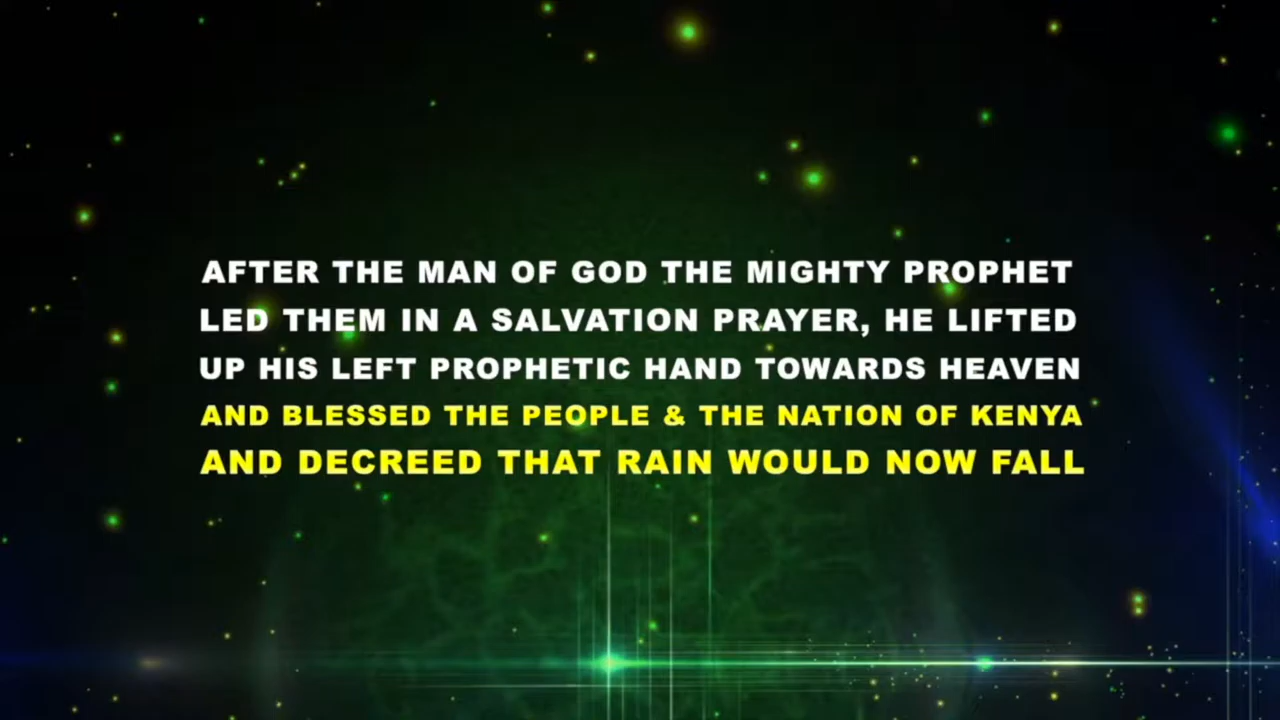 AFTER THE MAN OF GOD THE MIGHTY PROPHET
LED THEM IN A SALVATION PRAYER, HE LIFTED
UP HIS LEFT PROPHETIC HAND TOWARDS HEAVEN
AND BLESSED THE PEOPLE & THE NATION OF KENYA
AND DECREED THAT RAIN WOULD NOW FALL